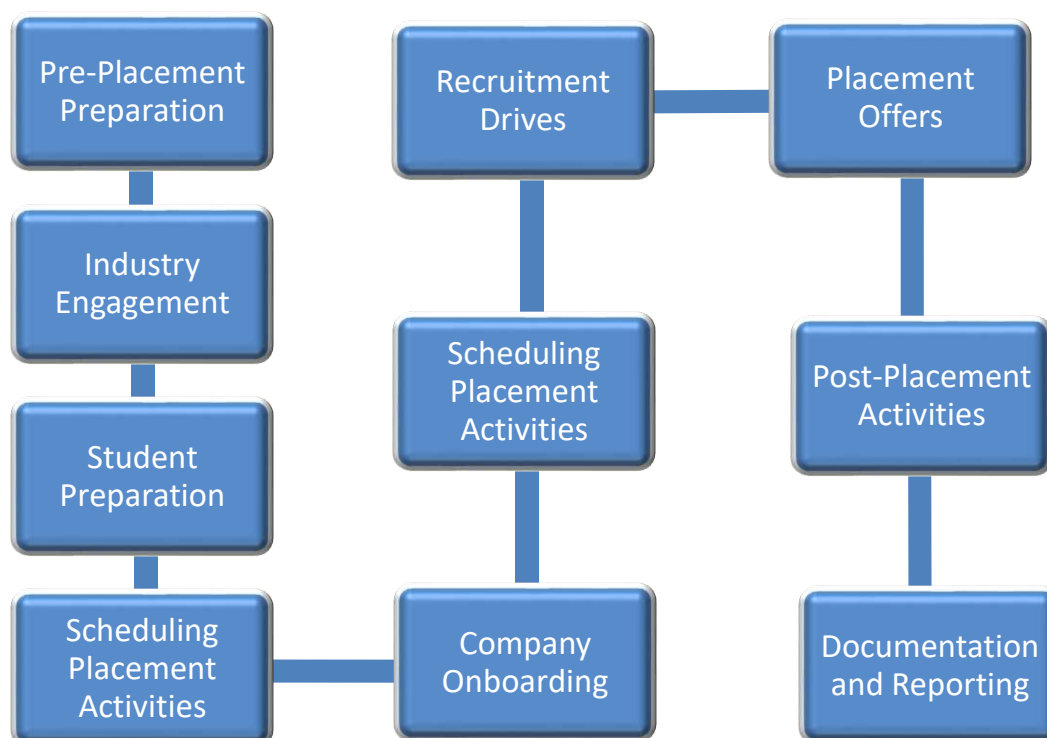 Pre-Placement
Preparation
Industry
Engagement
Student
Preparation
Scheduling
Placement
Activities
Company
Onboarding
Scheduling
Placement
Activities
Recruitment
Drives
Placement
Offers
Post-Placement
Activities
Documentation
and Reporting